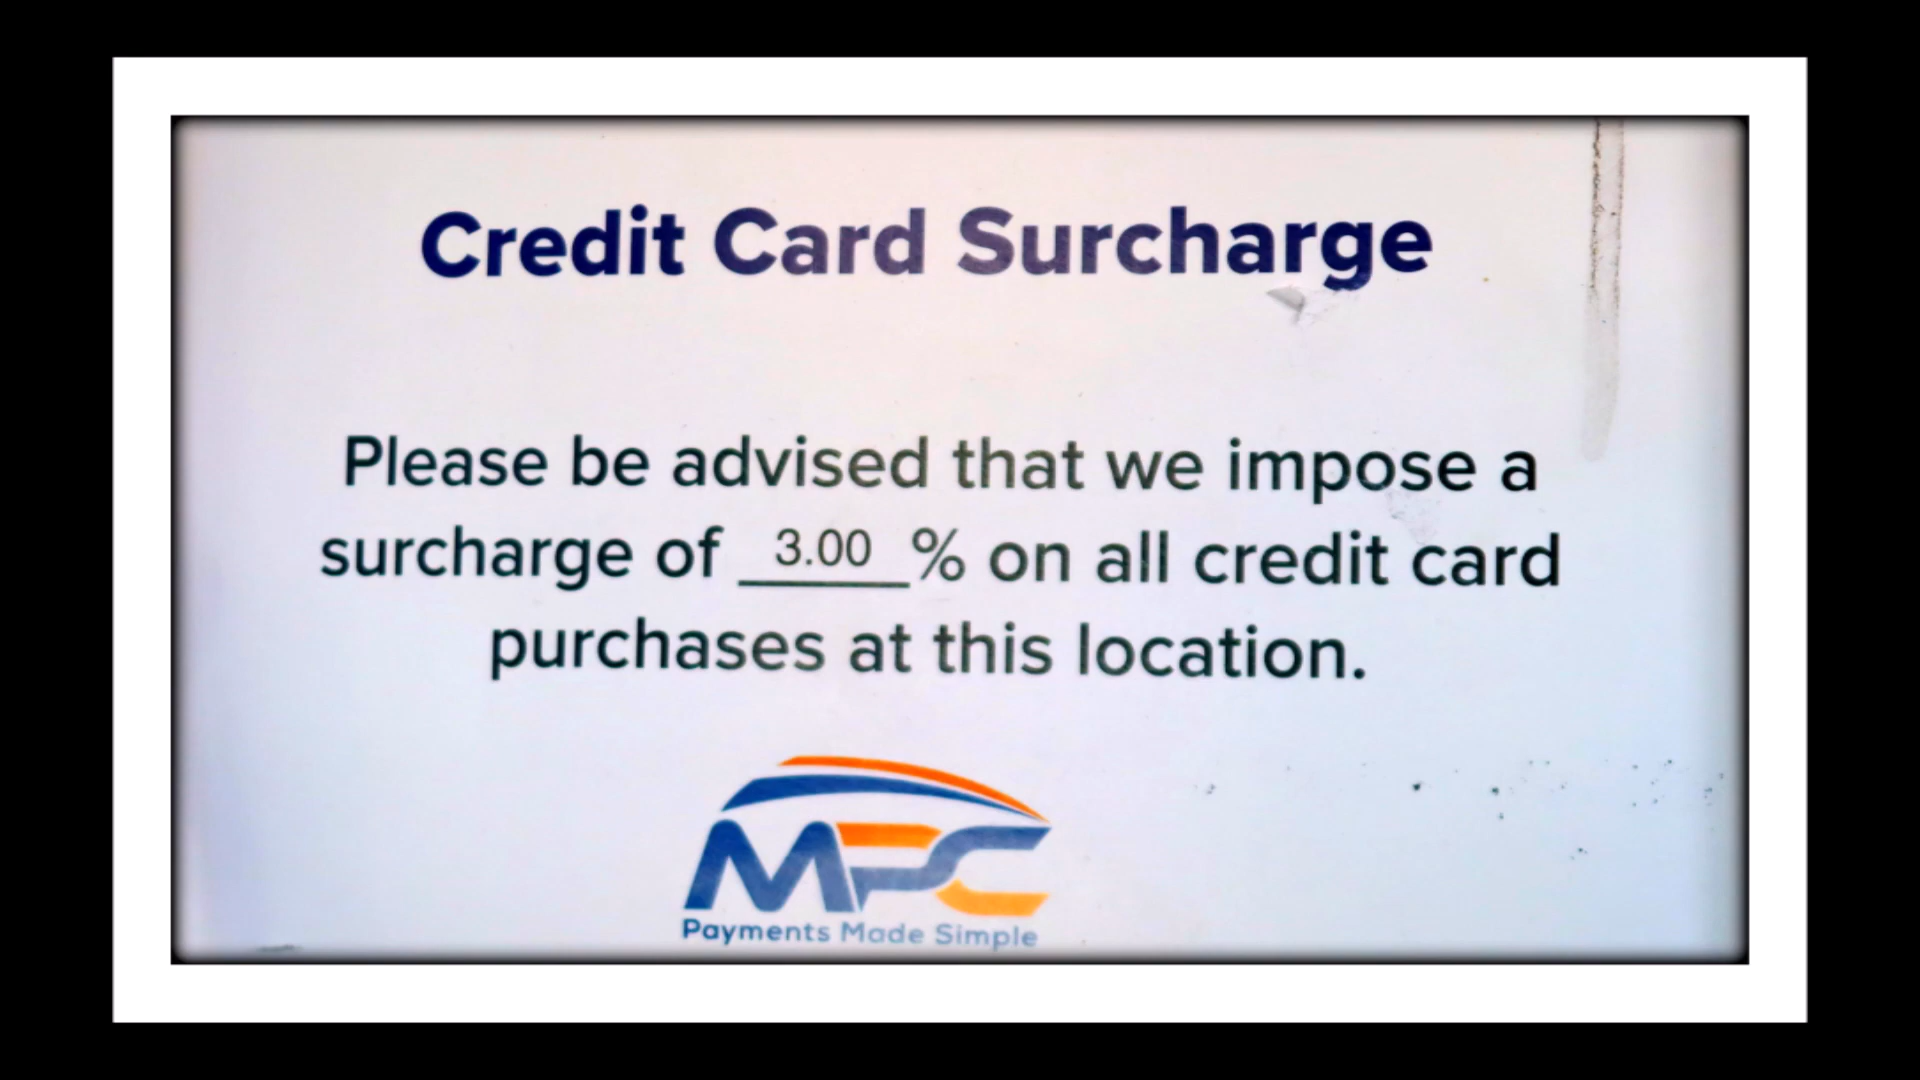 Credit Card Surcharge
Please be advised that we impose a
surcharge of 3.00 % on all credit card
purchases at this location.
MPC
Payments Made Simple